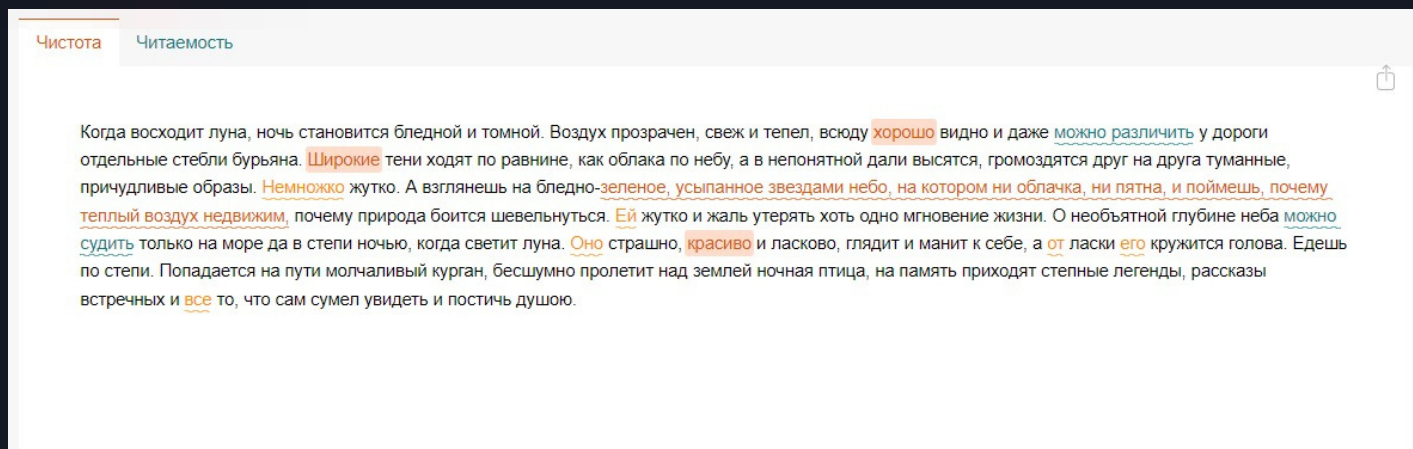 Чистота Читаемость
Когда восходит луна, ночь становится бледной и томной. Воздух прозрачен, свеж и тепел, всюду хорошо видно и даже можно различить у дороги
отдельные стебли бурьяна. Широкие тени ходят по равнине, как облака по небу, а в непонятной дали высятся, громоздятся друг на друга туманные,
причудливые образы. Немножко жутко. А взглянешь на бледно-зеленое, усыпанное звездами небо, на котором ни облачка, ни пятна, и поймешь, почему
теплый воздух недвижим, почему природа боится шевельнуться. Ей жутко и жаль утерять хоть одно мгновение жизни. О необъятной глубине неба можно
судить только на море да в степи ночью, когда светит луна. Оно страшно, красиво и ласково, глядит и манит к себе, а от ласки его кружится голова. Едешь
по степи. Попадается на пути молчаливый курган, бесшумно пролетит над землей ночная птица, на память приходят степные легенды, рассказы
встречных и все то, что сам сумел увидеть и постичь душою.